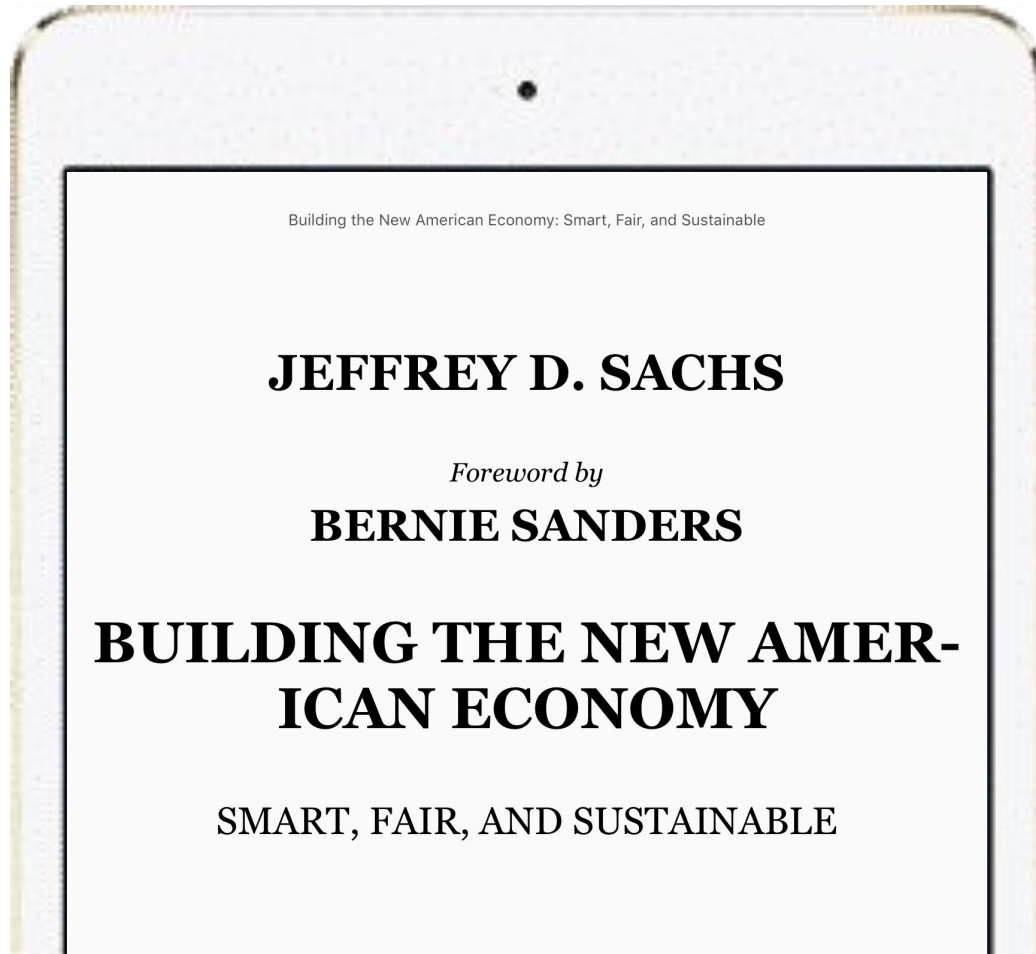 Building the New American Economy: Smart, Fair, and Sustainable
JEFFREY D. SACHS
Foreword by
BERNIE SANDERS
BUILDING THE NEW AMER-
ICAN ECONOMY
SMART, FAIR, AND SUSTAINABLE